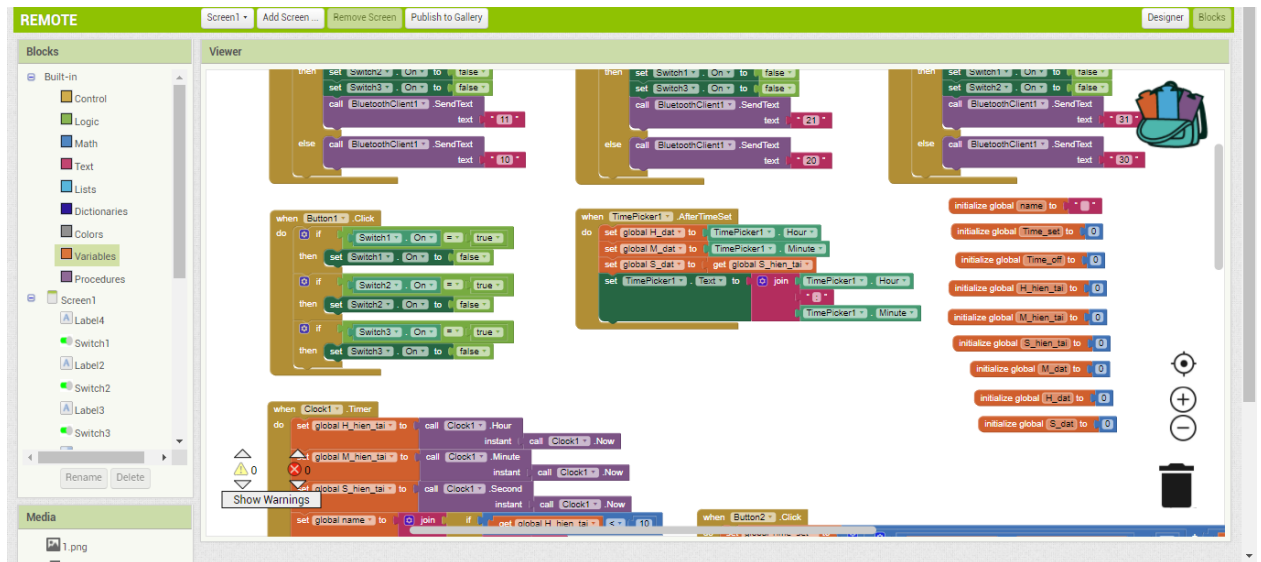 REMOTE
Screen1
Add Screen ...
Remove Screen
Publish to Gallery
Designer
Blocks
Blocks
Built-in
Control
Logic
Math
Text
Lists
Dictionaries
Colors
Variables
Procedures
Screen1
Label4
Switch1
Label2
Switch2
Label3
Switch3
Rename
Delete
Media
1.png
Viewer
then set Switch2 . On to false
set Switch3 . On to false
call BluetoothClient1 .SendText
text " 11 "
else call BluetoothClient1 .SendText
text " 10 "
then set Switch1 . On to false
set Switch3 . On to false
call BluetoothClient1 .SendText
text " 21 "
else call BluetoothClient1 .SendText
text " 20 "
then set Switch1 . On to false
set Switch2 . On to false
call BluetoothClient1 .SendText
text " 31 "
else call BluetoothClient1 .SendText
text " 30 "
when Button1 .Click
do if Switch1 . On = true
then set Switch1 . On to false
if Switch2 . On = true
then set Switch2 . On to false
if Switch3 . On = true
then set Switch3 . On to false
when TimePicker1 .AfterTimeSet
do set global H_dat to TimePicker1 . Hour
set global M_dat to TimePicker1 . Minute
set global S_dat to get global S_hien_tai
set TimePicker1 . Text to join TimePicker1 . Hour
" : "
TimePicker1 . Minute
initialize global name to " "
initialize global Time_set to 0
initialize global Time_off to 0
initialize global H_hien_tai to 0
initialize global M_hien_tai to 0
initialize global S_hien_tai to 0
initialize global M_dat to 0
initialize global H_dat to 0
initialize global S_dat to 0
when Clock1 .Timer
do set global H_hien_tai to call Clock1 .Hour
instant call Clock1 .Now
set global M_hien_tai to call Clock1 .Minute
instant call Clock1 .Now
set global S_hien_tai to call Clock1 .Second
instant call Clock1 .Now
set global name to join if get global H_hien_tai < 10
0
0
Show Warnings
when Button2 .Click
do set global Time_set to